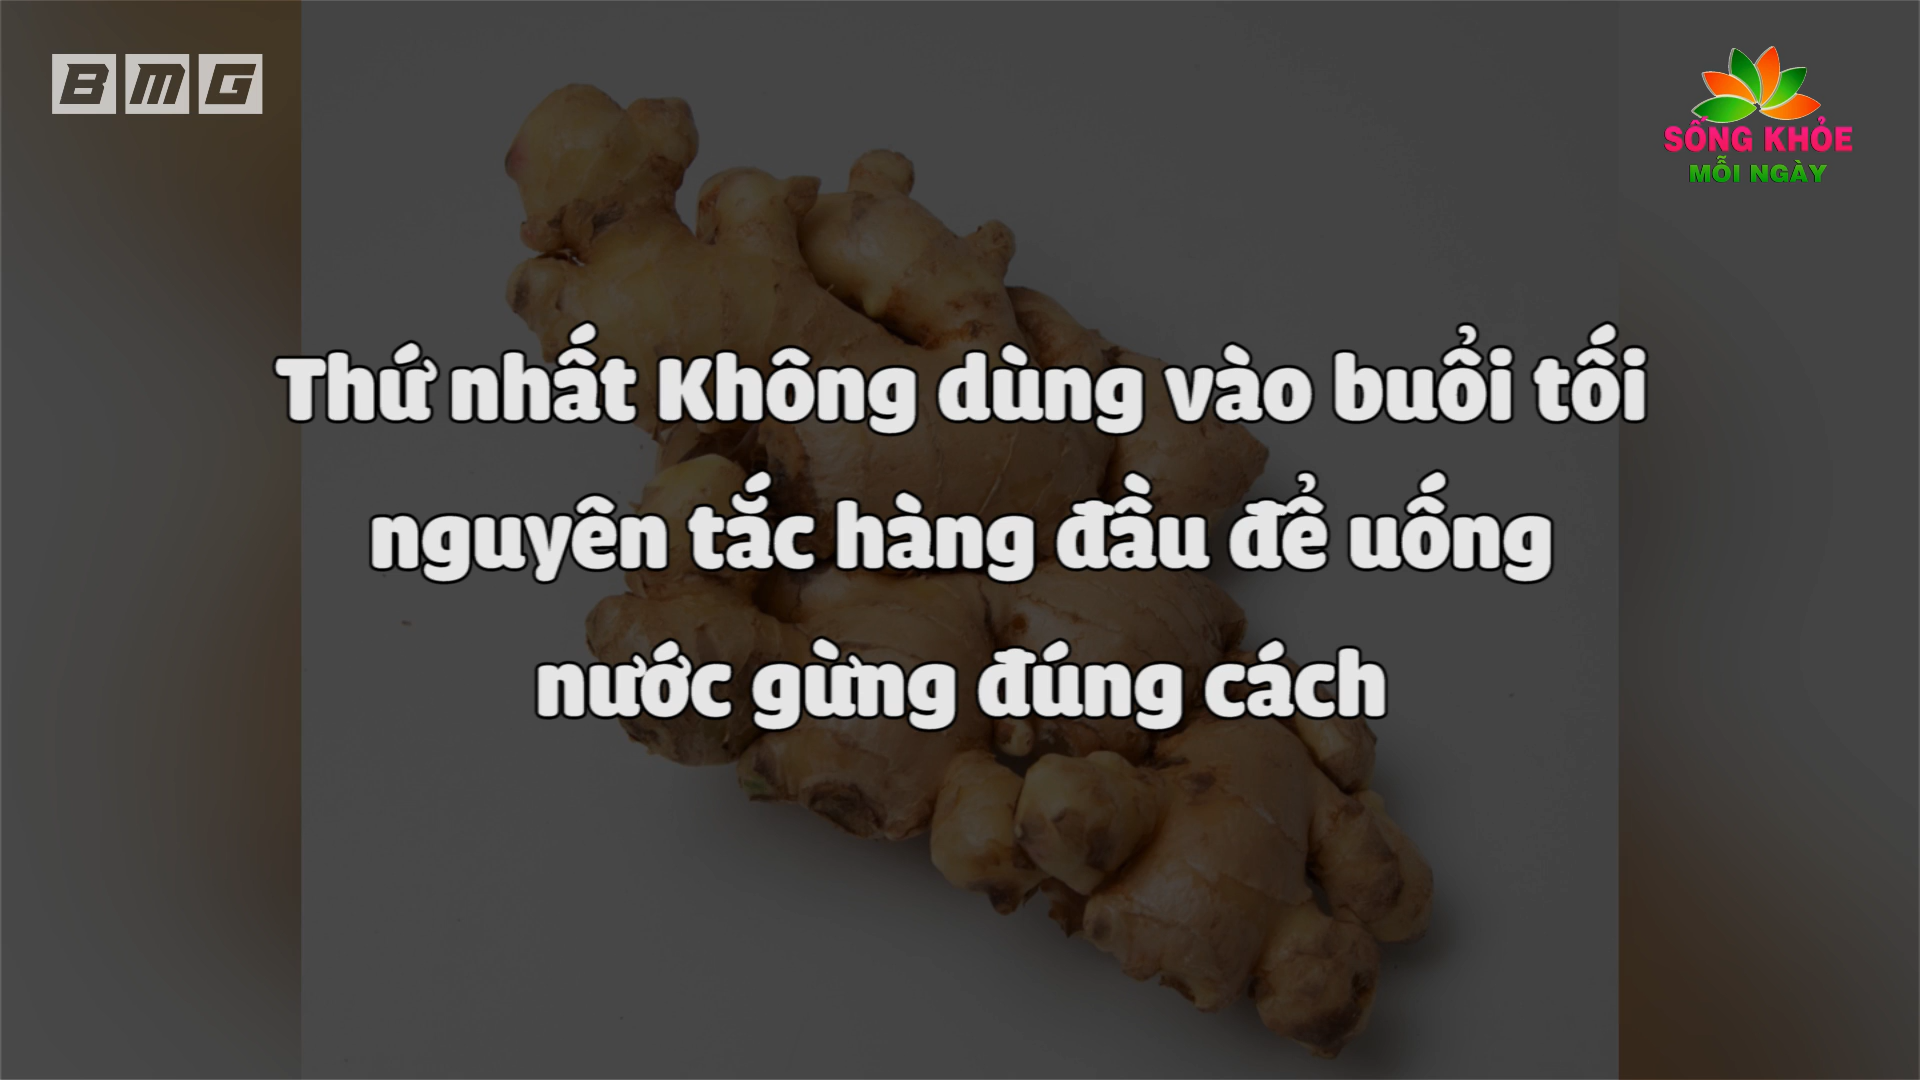 BMG
SỐNG KHỎE
MỖI NGÀY
Thứ nhất Không dùng vào buổi tối
nguyên tắc hàng đầu để uống
nước gừng đúng cách